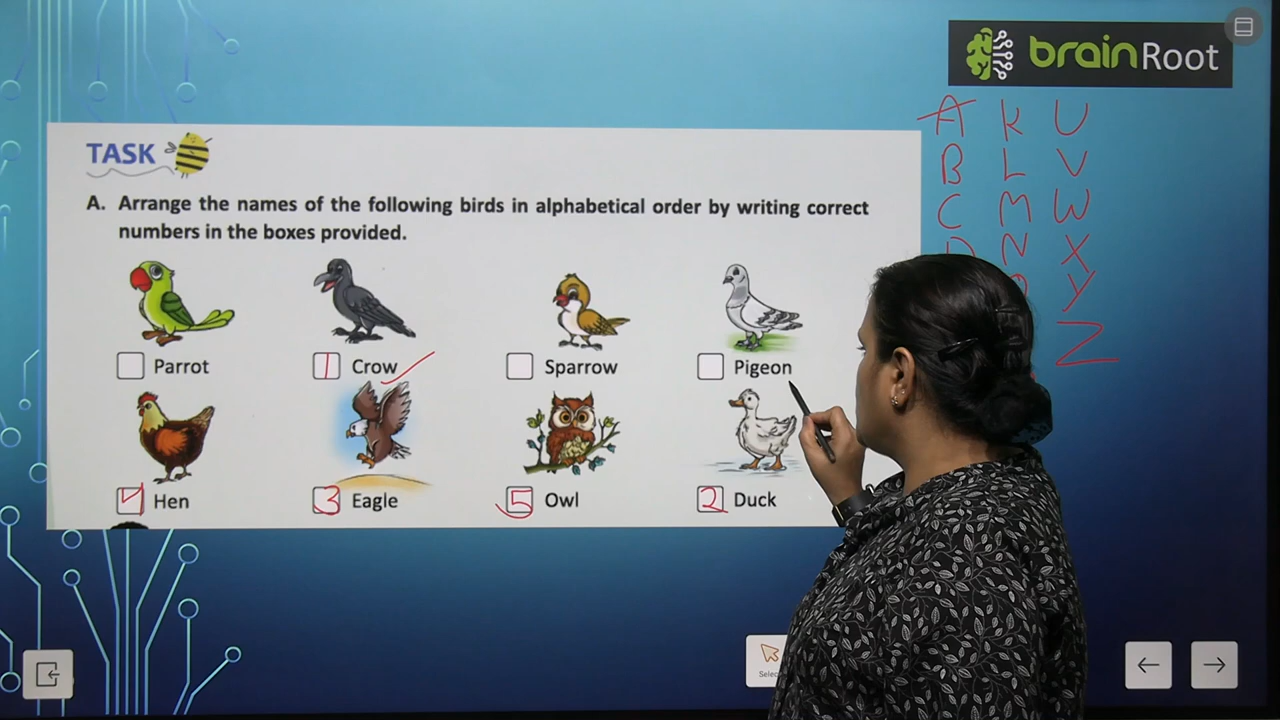 brainRoot
TASK
A. Arrange the names of the following birds in alphabetical order by writing correct
numbers in the boxes provided.
Parrot
1 Crow
Sparrow
Pigeon
4 Hen
3 Eagle
5 Owl
2 Duck
A K U
B L V
C M W
D N X
Y
Z